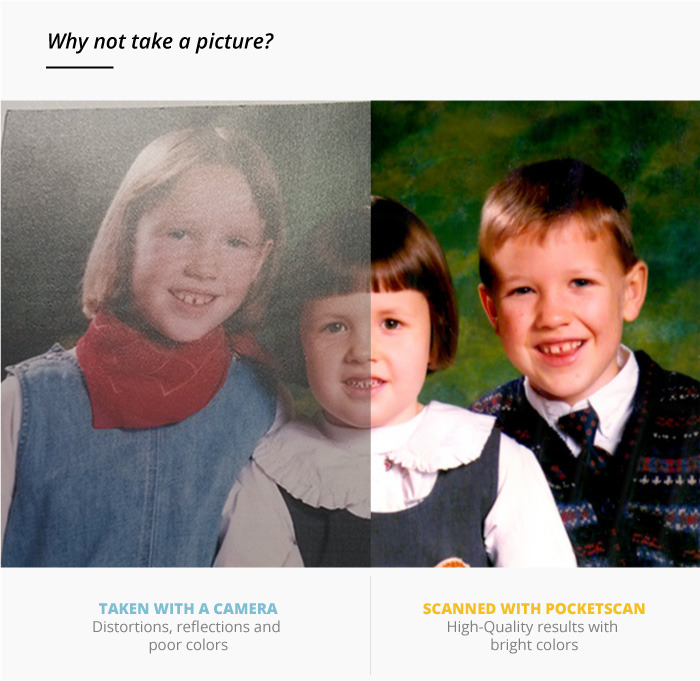 Why not take a picture?
TAKEN WITH A CAMERA
Distortions, reflections and
poor colors
SCANNED WITH POCKETSCAN
High-Quality results with
bright colors